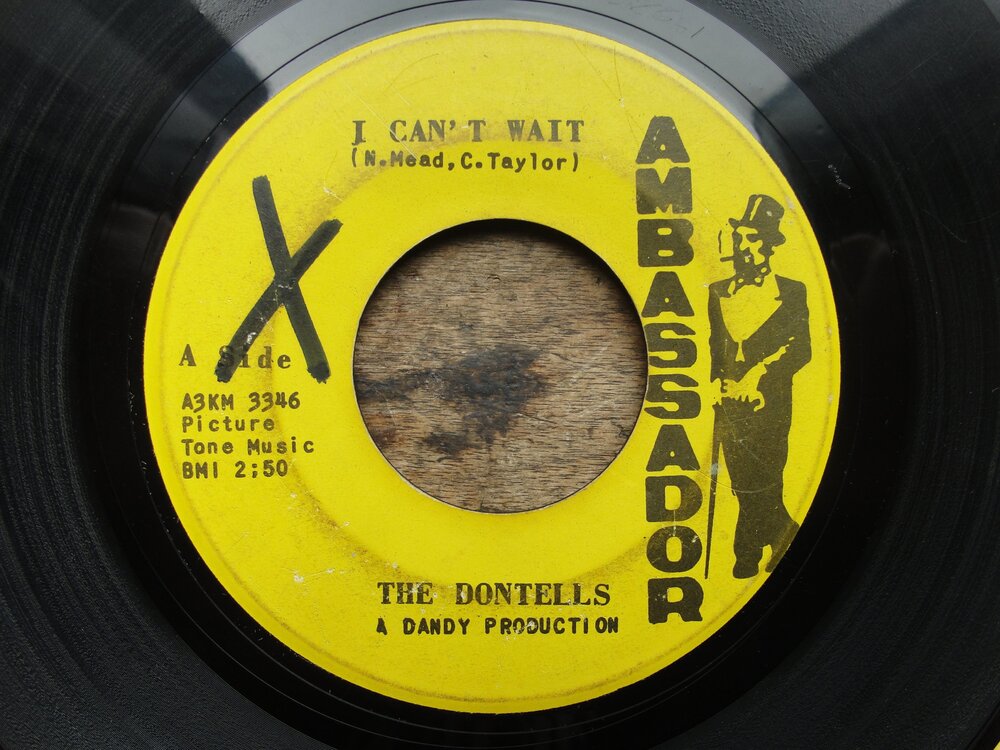 I CAN'T WAIT
(N.Mead,C.Taylor)
AMBASSADOR
X
A Side
A3KM 3346
Picture
Tone Music
BMI 2;50
THE DONTELLS
A DANDY PRODUCTION